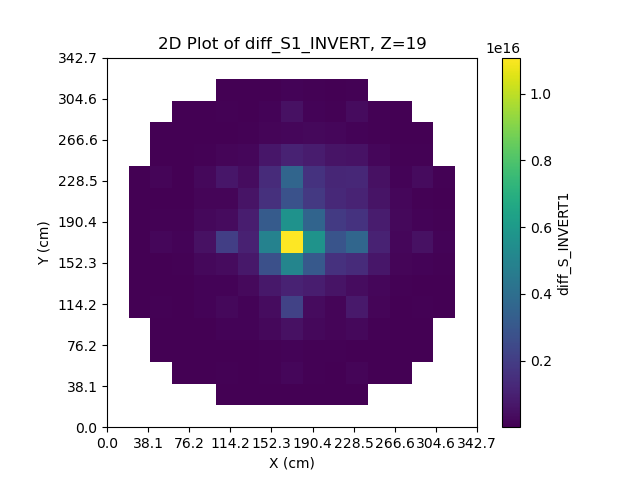 2D Plot of diff_S1_INVERT, Z=19
1e16
342.7
304.6
266.6
228.5
190.4
152.3
114.2
76.2
38.1
0.0
Y (cm)
0.0 38.1 76.2 114.2 152.3 190.4 228.5 266.6 304.6 342.7
X (cm)
1.0
0.8
0.6
0.4
0.2
diff_S_INVERT1